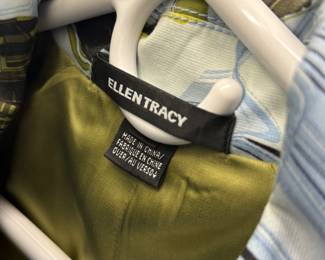 ELLEN TRACY
MADE IN CHINA/
FABRIQUE EN CHINE
OVER/AU VERSO